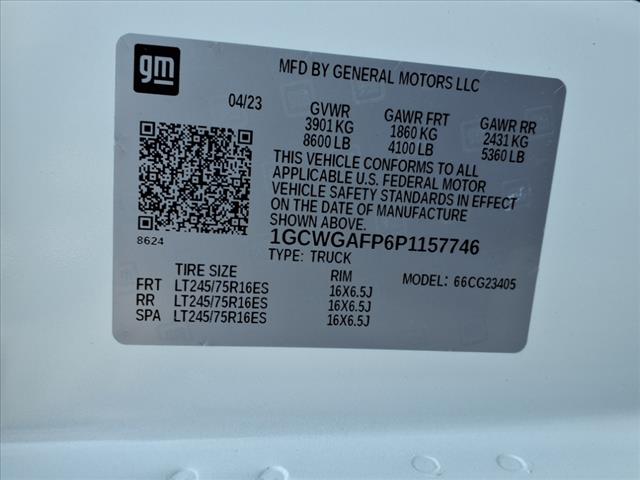 gm
MFD BY GENERAL MOTORS LLC
04/23 GVWR GAWR FRT GAWR RR
3901 KG 1860 KG 2431 KG
8600 LB 4100 LB 5360 LB
THIS VEHICLE CONFORMS TO ALL
APPLICABLE U.S. FEDERAL MOTOR
VEHICLE SAFETY STANDARDS IN EFFECT
ON THE DATE OF MANUFACTURE
SHOWN ABOVE.
8624
1GCWGAFP6P1157746
TYPE: TRUCK
TIRE SIZE RIM MODEL: 66CG23405
FRT LT245/75R16ES 16X6.5J
RR LT245/75R16ES 16X6.5J
SPA LT245/75R16ES 16X6.5J